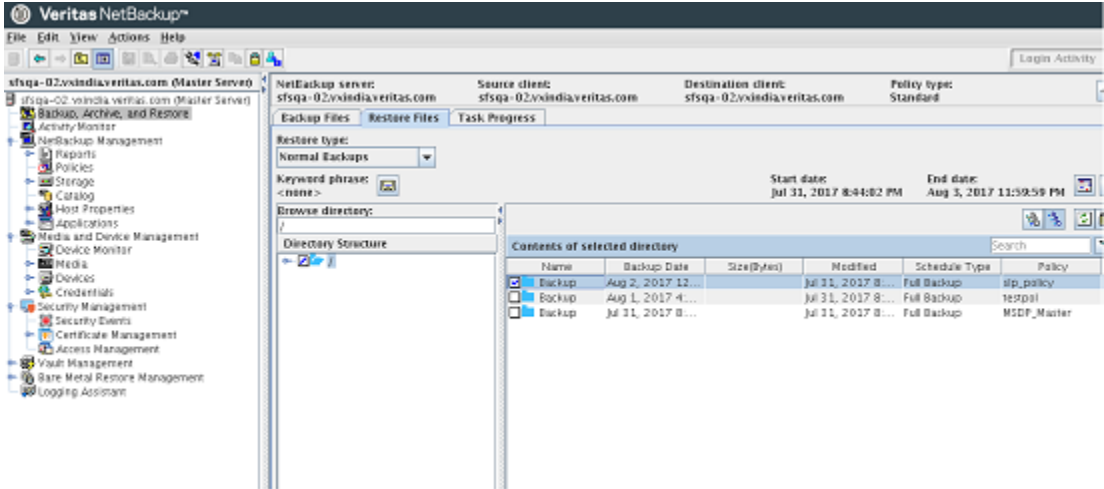 Veritas NetBackup™
File Edit View Actions Help
Login Activity
sfsqa-02.vxindia.veritas.com (Master Server)
sfsqa-02.vxindia.veritas.com (Master Server)
Backup, Archive, and Restore
Activity Monitor
NetBackup Management
Reports
Policies
Storage
Catalog
Host Properties
Applications
Media and Device Management
Device Monitor
Media
Devices
Credentials
Security Management
Security Events
Certificate Management
Access Management
Vault Management
Bare Metal Restore Management
Logging Assistant
NetBackup server: Source client: Destination client: Policy type:
sfsqa-02.vxindia.veritas.com sfsqa-02.vxindia.veritas.com sfsqa-02.vxindia.veritas.com Standard
Backup Files Restore Files Task Progress
Restore type:
Normal Backups
Keyword phrase: Start date: End date:
<none> Jul 31, 2017 8:44:02 PM Aug 3, 2017 11:59:59 PM
Browse directory:
/
Directory Structure
/
Contents of selected directory Search
Name Backup Date Size(Bytes) Modified Schedule Type Policy
Backup Aug 2, 2017 12... Jul 31, 2017 8:... Full Backup slp_policy
Backup Aug 1, 2017 4:... Jul 31, 2017 8:... Full Backup testpol
Backup Jul 31, 2017 8:... Jul 31, 2017 8:... Full Backup MSDP_Master